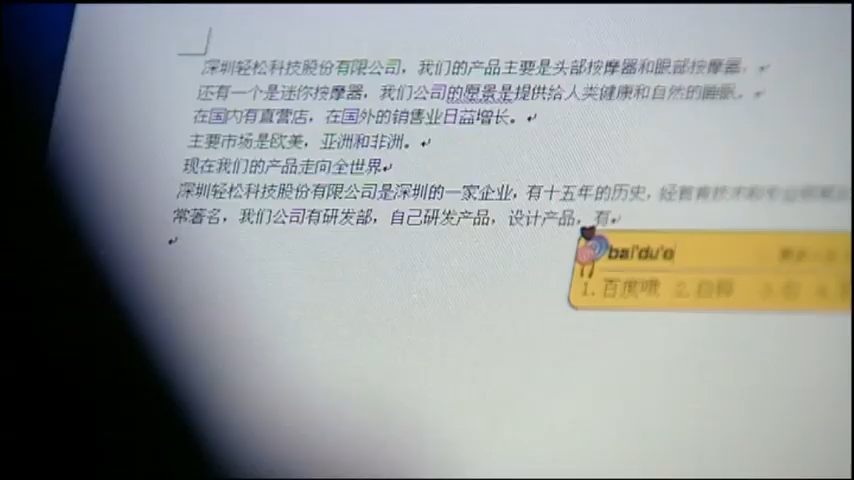 深圳轻松科技股份有限公司，我们的产品主要是头部按摩器和眼部按摩器。
还有一个是迷你按摩器，我们公司的愿景是提供给人类健康和自然的睡眠。
在国内有直营店，在国外的销售业日益增长。
主要市场是欧美，亚洲和非洲。
现在我们的产品走向全世界
深圳轻松科技股份有限公司是深圳的一家企业，有十五年的历史，
常著名，我们公司有研发部，自己研发产品，设计产品，有
bai'du'o
1.百度哦 2.白得